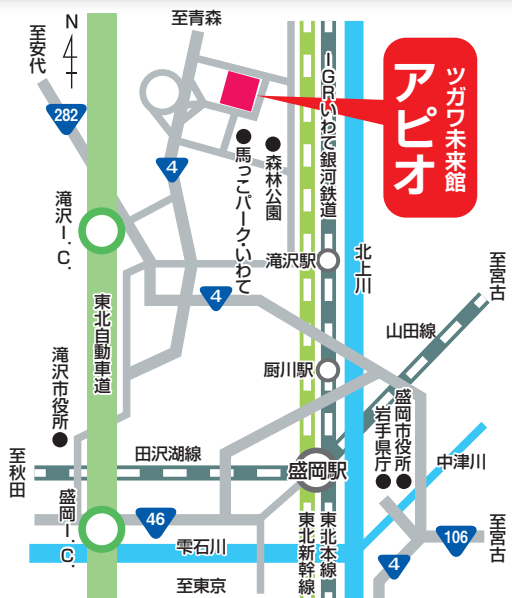 至青森
N
至安代
282
ツガワ未来館
アピオ
IGRいわて銀河鉄道
4
馬っこパーク・いわて
森林公園
滝沢I.C.
滝沢駅
北上川
至宮古
4
東北自動車道
山田線
厨川駅
滝沢市役所
盛岡市役所
岩手県庁
田沢湖線
至秋田
盛岡駅
中津川
盛岡I.C.
46
東北新幹線
東北本線
106
至宮古
雫石川
4
至東京